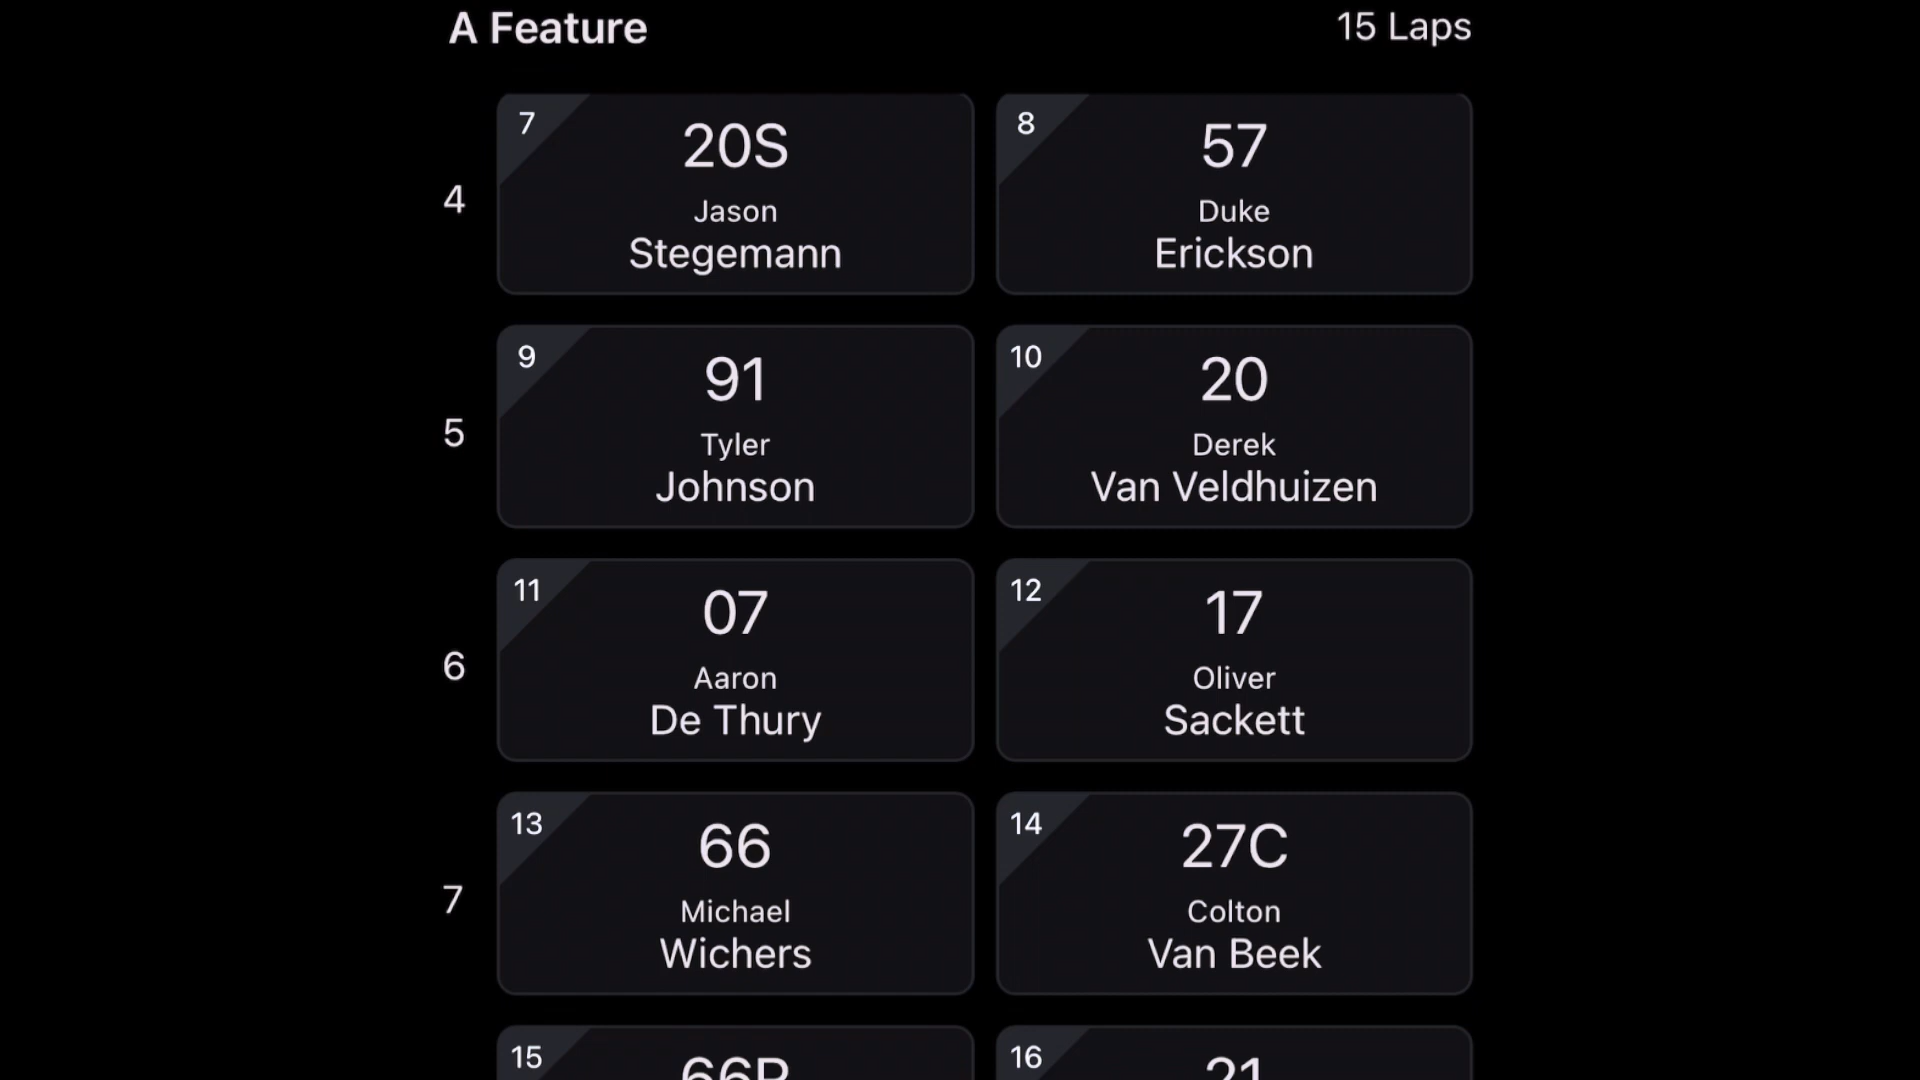 A Feature 15 Laps
7 8
20S 57
4
Jason Duke
Stegemann Erickson
9 10
91 20
5
Tyler Derek
Johnson Van Veldhuizen
11 12
07 17
6
Aaron Oliver
De Thury Sackett
13 14
66 27C
7
Michael Colton
Wichers Van Beek
15 16
21